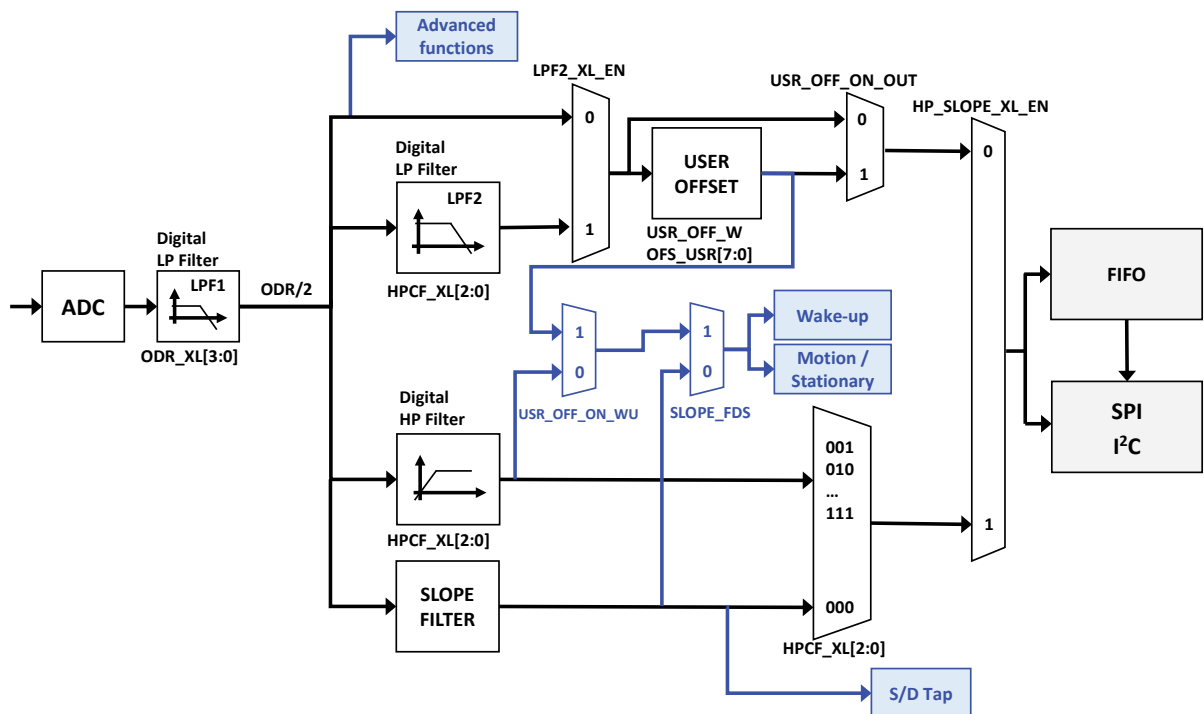 Advanced
functions
LPF2_XL_EN
USR_OFF_ON_OUT
HP_SLOPE_XL_EN
0
0
0
Digital
LP Filter
LPF2
USER
OFFSET
1
1
USR_OFF_W
OFS_USR[7:0]
HPCF_XL[2:0]
Digital
LP Filter
LPF1
ADC
ODR/2
ODR_XL[3:0]
FIFO
Wake-up
1
1
0
0
Motion /
Stationary
USR_OFF_ON_WU
SLOPE_FDS
SPI
I²C
Digital
HP Filter
001
010
...
111
1
HPCF_XL[2:0]
SLOPE
FILTER
000
HPCF_XL[2:0]
S/D Tap